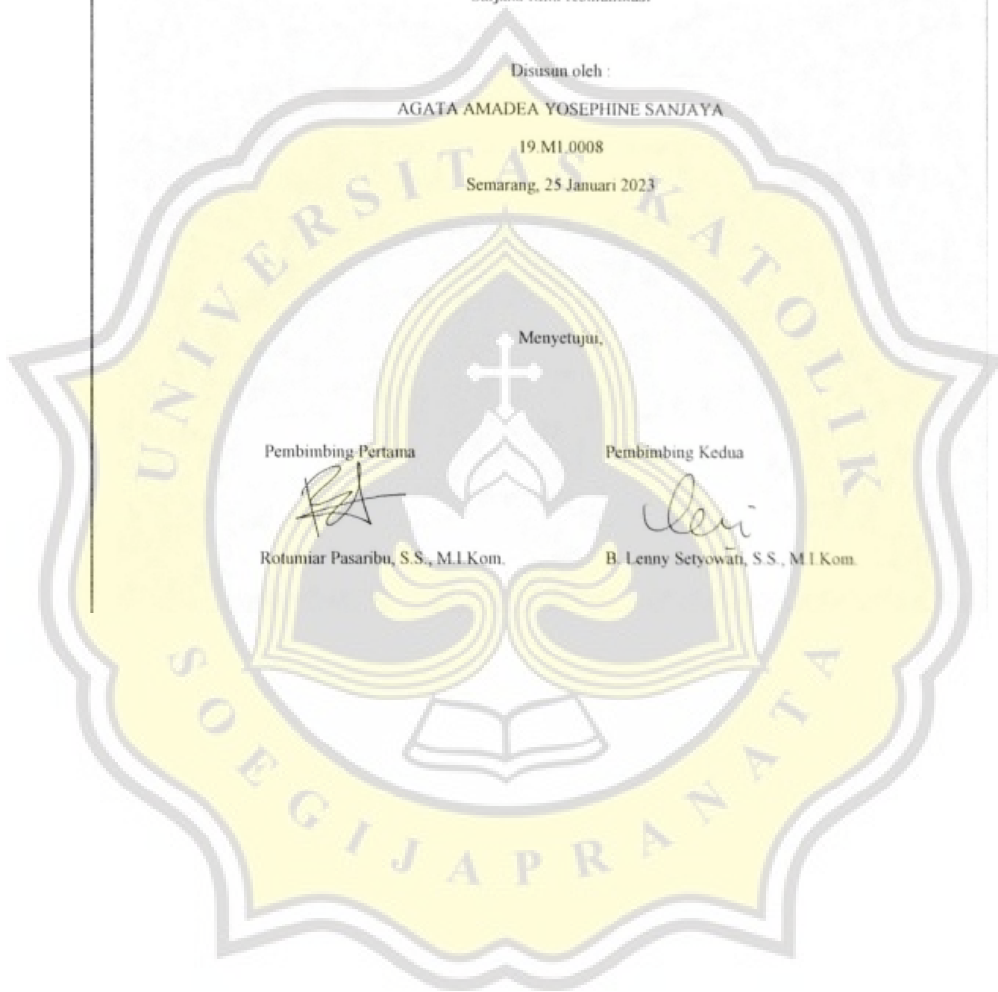 Disusun oleh :
AGATA AMADEA YOSEPHINE SANJAYA
19.M1.0008
Semarang, 25 Januari 2023
UNIVERSITAS KATOLIK
Menyetujui,
Pembimbing Pertama Pembimbing Kedua
Rotumiar Pasaribu, S.S., M.I.Kom. B. Lenny Setyowati, S.S., M.I.Kom.
SOEGIJAPRANATA